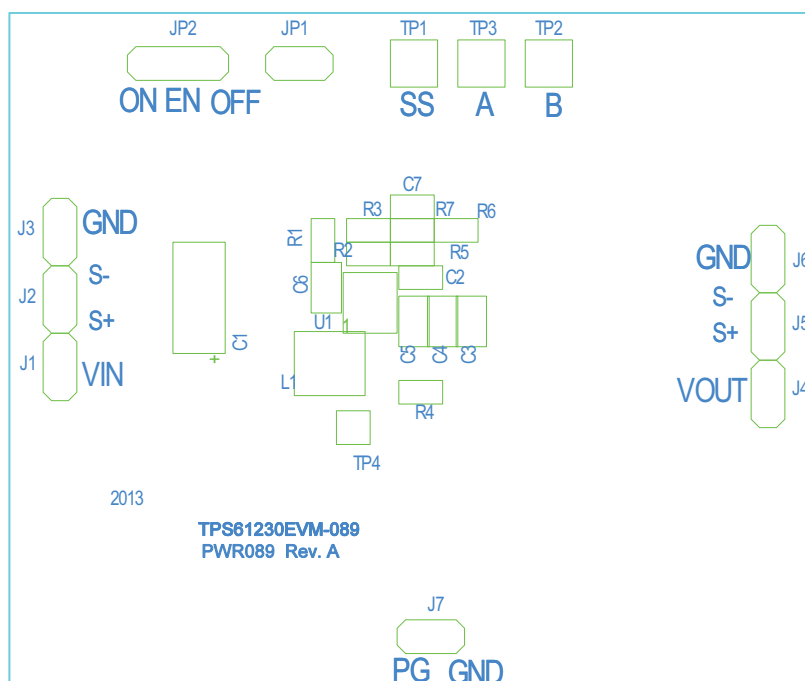 JP2
JP1
TP1
TP3
TP2
ON EN OFF
SS
A
B
C7
R3
R7
R6
J3
GND
R1
R2
R5
GND
J6
S-
C6
C2
J2
S-
S+
U1
1
J5
S+
C1
C5
C4
C3
J1
VIN
L1
VOUT
J4
R4
TP4
2013
TPS61230EVM-089
PWR089 Rev. A
J7
PG GND